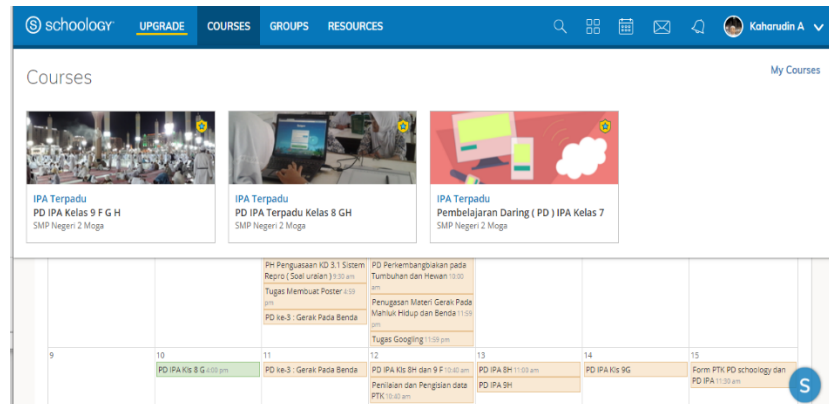 schoology UPGRADE COURSES GROUPS RESOURCES Kaharudin A
Courses
My Courses
IPA Terpadu
PD IPA Kelas 9 F G H
SMP Negeri 2 Moga
IPA Terpadu
PD IPA Terpadu Kelas 8 GH
SMP Negeri 2 Moga
IPA Terpadu
Pembelajaran Daring ( PD ) IPA Kelas 7
SMP Negeri 2 Moga
PH Penguasaan KD 3.1 Sistem
Repro ( Soal uraian ) 9:30 am
Tugas Membuat Poster 4:59
pm
PD ke-3 : Gerak Pada Benda
PD Perkembangbiakan pada
Tumbuhan dan Hewan 10:00
am
Penugasan Materi Gerak Pada
Mahluk Hidup dan Benda 11:59
pm
Tugas Googling 11:59 pm
9
10
PD IPA Kls 8 G 4:00 pm
11
PD ke-3 : Gerak Pada Benda
12
PD IPA Kls 8H dan 9 F 10:40 am
Penilaian dan Pengisian data
PTK 10:40 am
13
PD IPA 8H 11:00 am
PD IPA 9H
14
PD IPA Kls 9G
15
Form PTK PD schoology dan
PD IPA 11:30 am
S